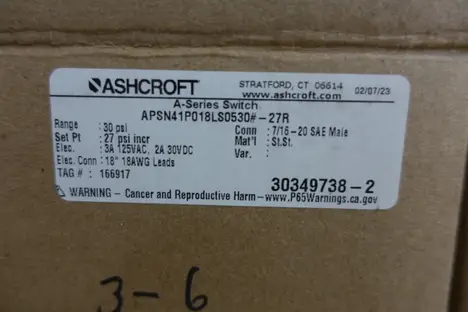 ASHCROFT
STRATFORD, CT 06614
www.ashcroft.com
02/07/23
A-Series Switch
APSN41P018LS0530#-27R
Range : 30 psi
Conn : 7/16-20 SAE Male
Set Pt : 27 psi incr
Mat'l : St.St.
Elec. : 3A 125VAC, 2A 30VDC
Var. :
Elec. Conn : 18" 18AWG Leads
TAG # : 166917
30349738-2
WARNING - Cancer and Reproductive Harm - www.P65Warnings.ca.gov
3-6